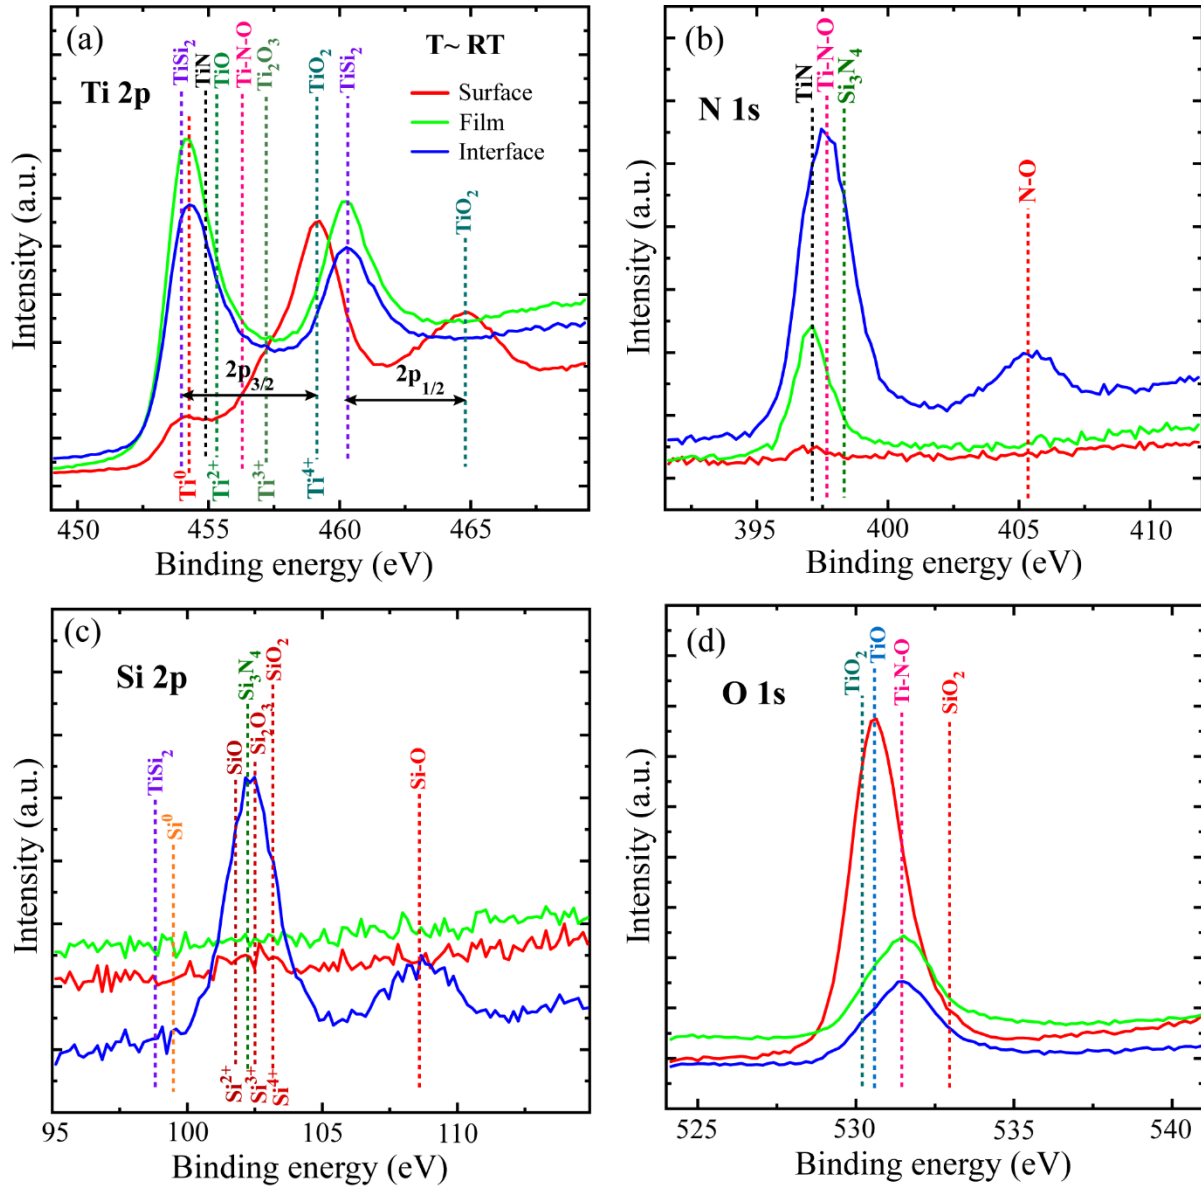 (a)
Ti 2p
T~ RT
TiSi₂
TiN
TiO
Ti-N-O
Ti₂O₃
TiO₂
TiSi₂
TiO₂
Surface
Film
Interface
2p₃/₂
2p₁/₂
Ti⁰
Ti²⁺
Ti³⁺
Ti⁴⁺
Intensity (a.u.)
450 455 460 465
Binding energy (eV)
(b)
N 1s
TiN
Ti-N-O
Si₃N₄
N-O
Intensity (a.u.)
395 400 405 410
Binding energy (eV)
(c)
Si 2p
TiSi₂
Si⁰
SiO
Si₃N₄
Si₂O₃
SiO₂
Si-O
Si²⁺
Si³⁺
Si⁴⁺
Intensity (a.u.)
95 100 105 110
Binding energy (eV)
(d)
O 1s
TiO₂
TiO
Ti-N-O
SiO₂
Intensity (a.u.)
525 530 535 540
Binding energy (eV)